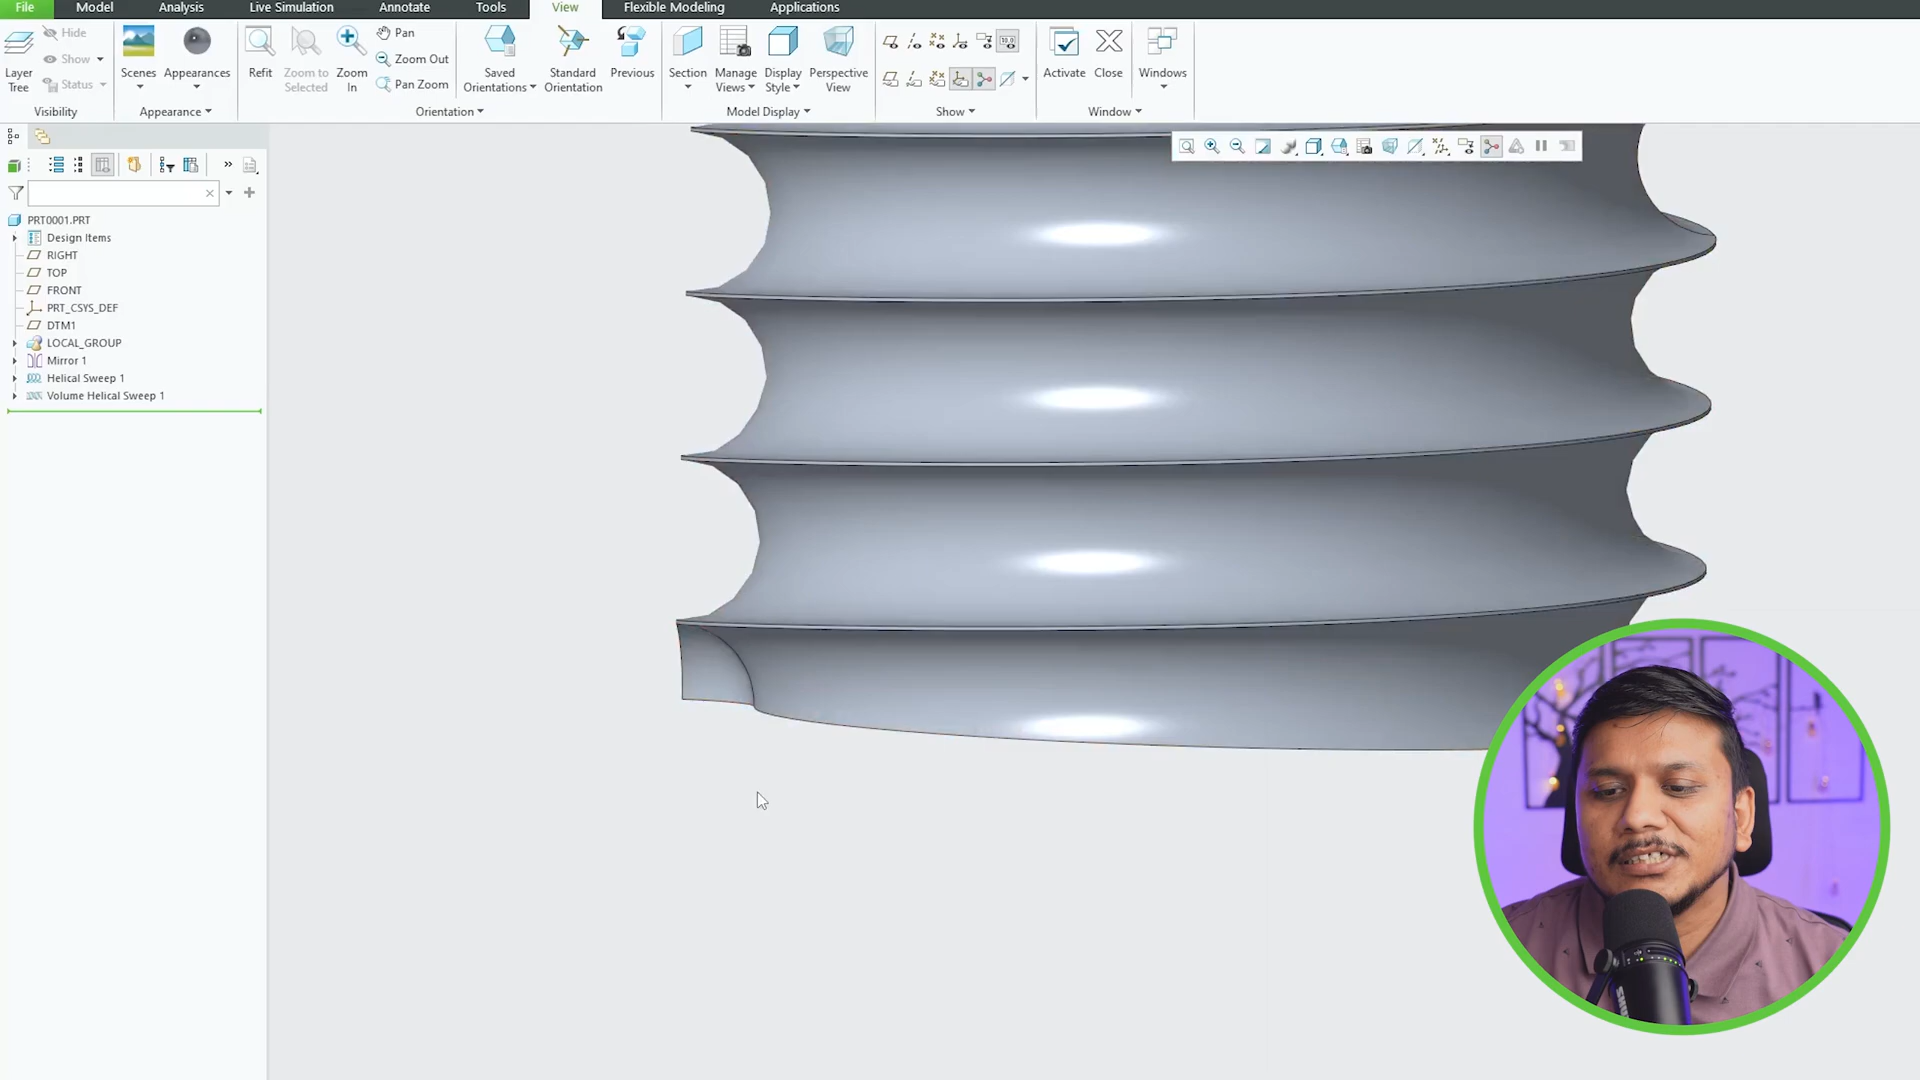 File Model Analysis Live Simulation Annotate Tools View Flexible Modeling Applications
Hide
Show
Status
Layer Tree
Visibility
Scenes
Appearances
Appearance
Refit
Zoom to Selected
Zoom In
Pan
Zoom Out
Pan Zoom
Saved Orientations
Standard Orientation
Previous
Orientation
Section
Manage Views
Display Style
Perspective View
Model Display
Show
Activate
Close
Windows
Window
PRT0001.PRT
Design Items
RIGHT
TOP
FRONT
PRT_CSYS_DEF
DTM1
LOCAL_GROUP
Mirror 1
Helical Sweep 1
Volume Helical Sweep 1